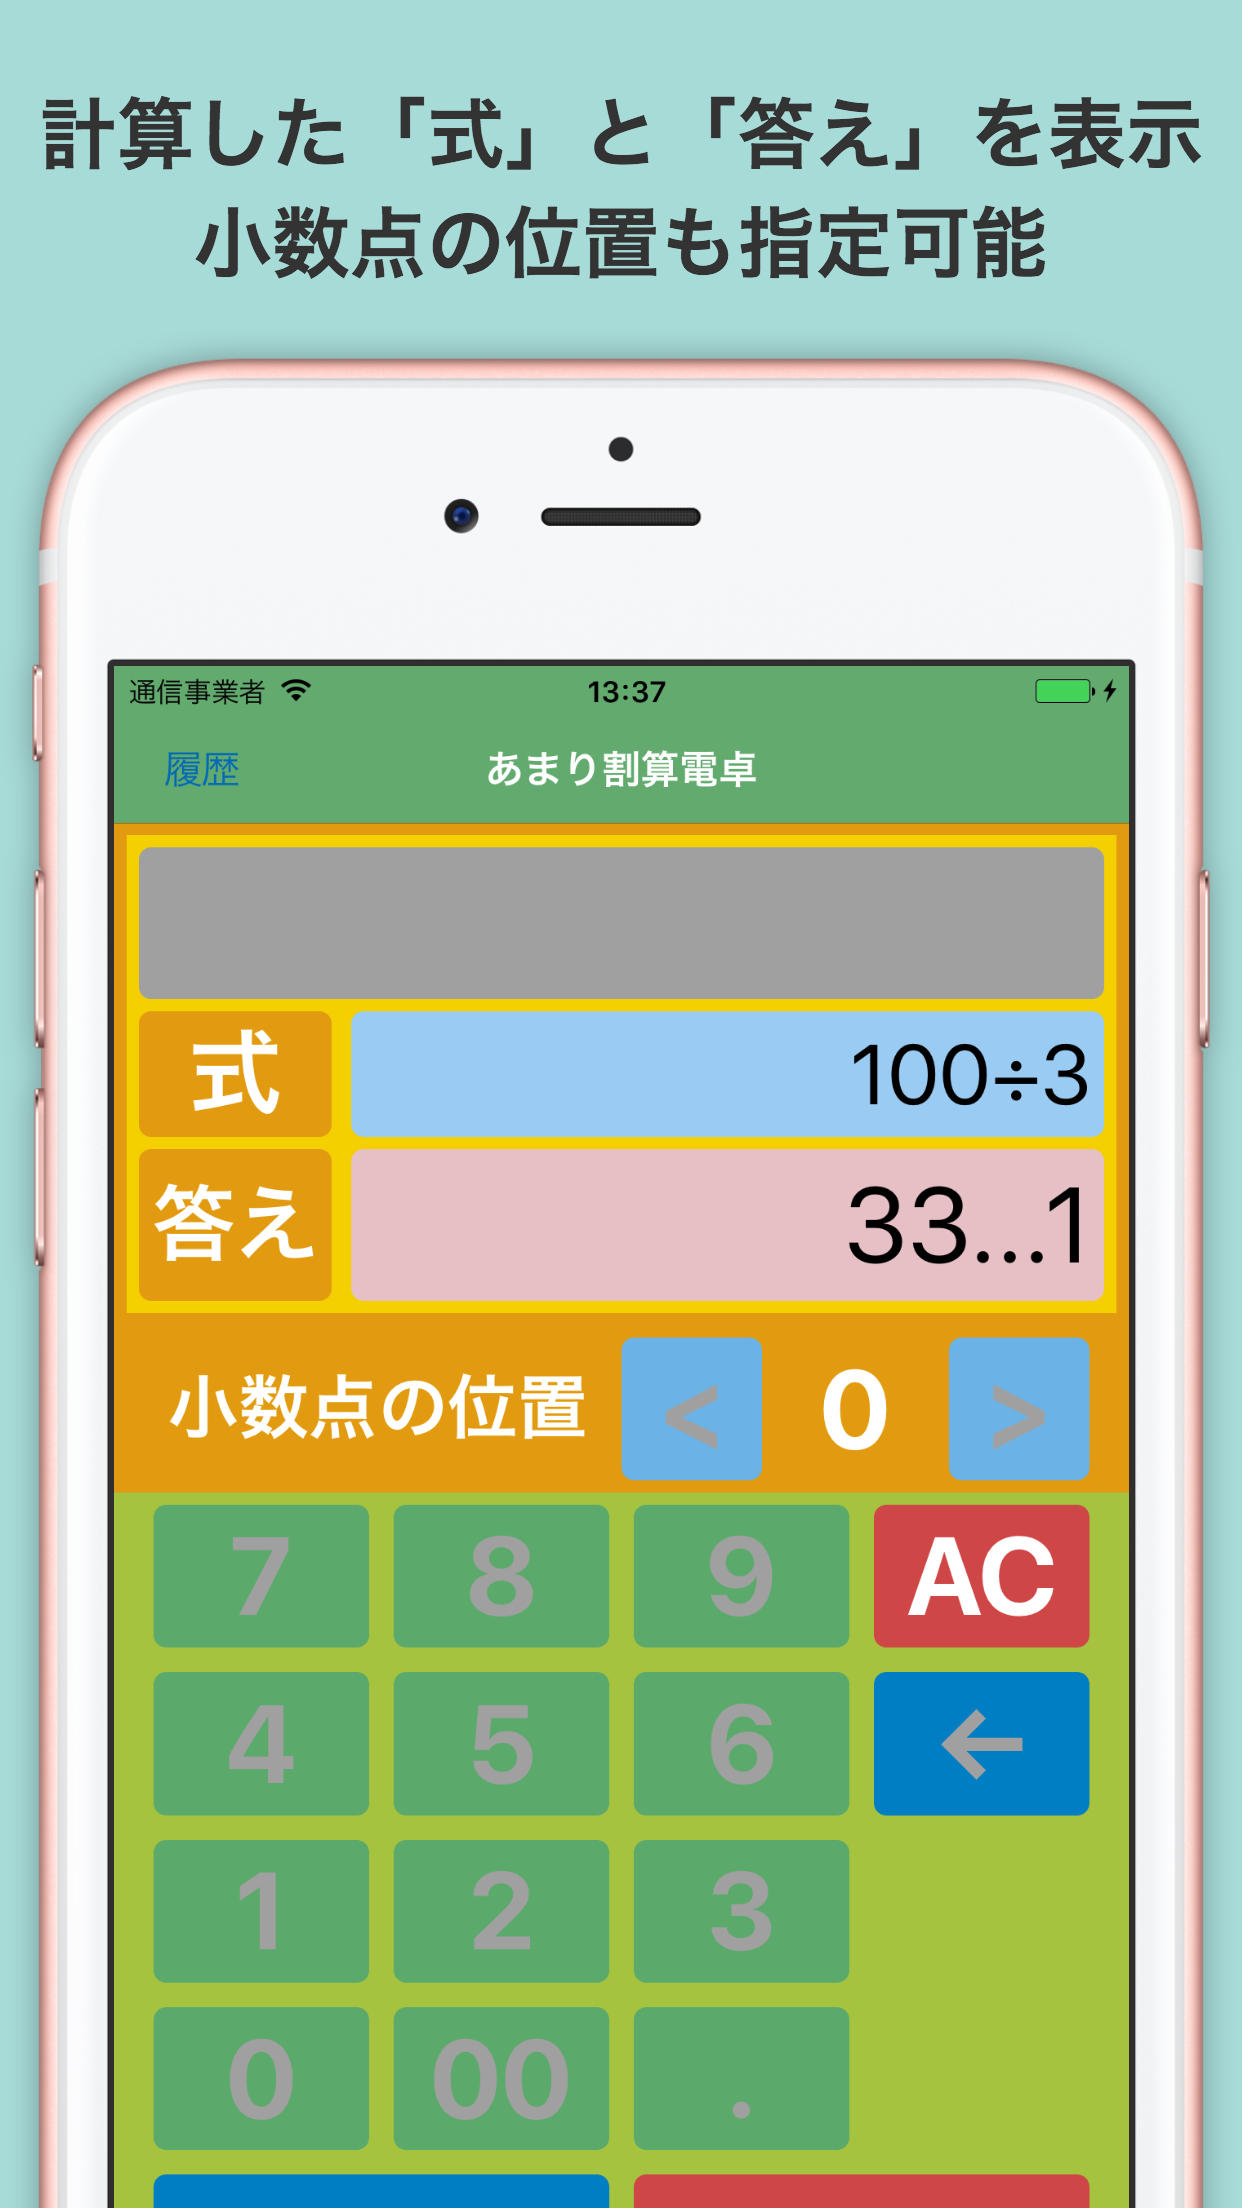 計算した「式」と「答え」を表示
小数点の位置も指定可能
通信事業者 13:37
履歴 あまり割算電卓
式 100÷3
答え 33...1
小数点の位置 < 0 >
7 8 9 AC
4 5 6 ←
1 2 3
0 00 .